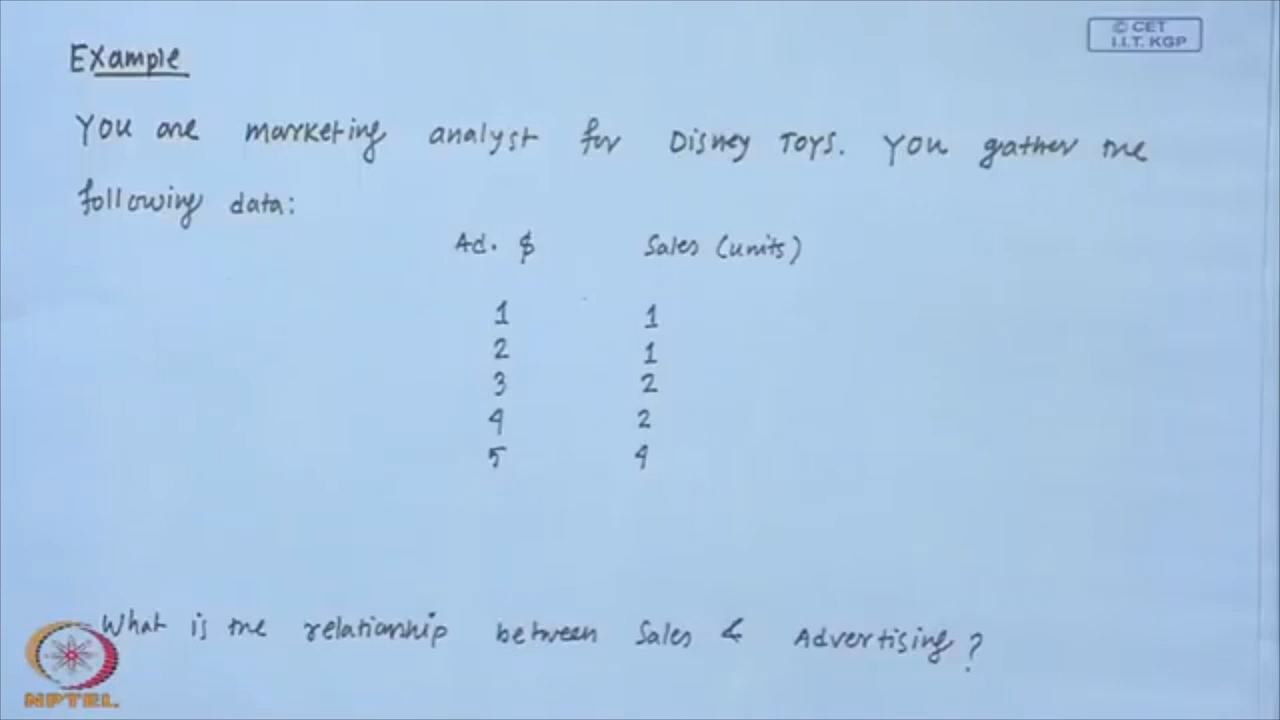 © CET
I.I.T. KGP
Example
You are marketing analyst for Disney Toys. You gather the
following data:
Ad. $ Sales (units)
1 1
2 1
3 2
4 2
5 4
What is the relationship between Sales & Advertising?
NPTEL